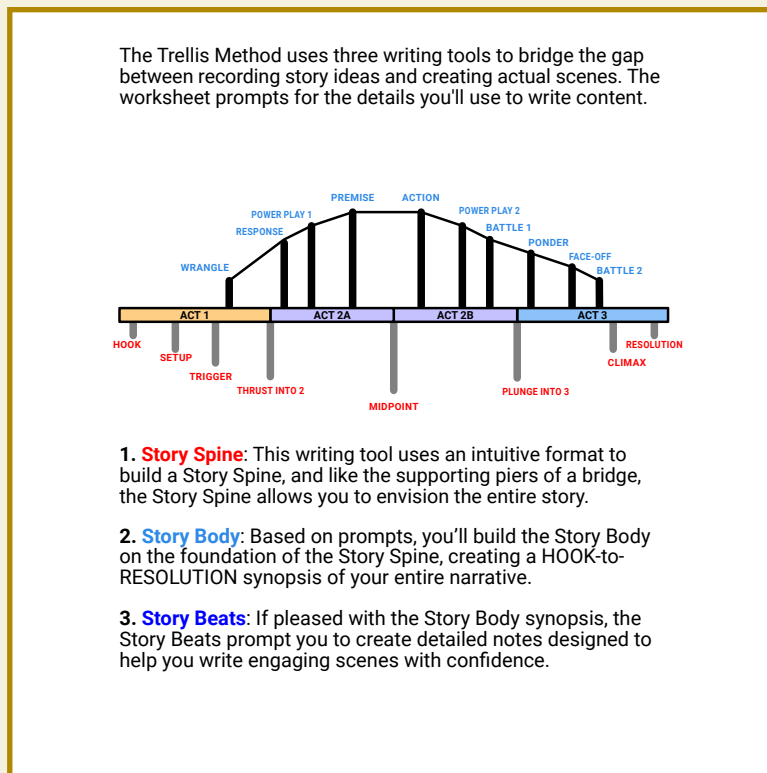 The Trellis Method uses three writing tools to bridge the gap
between recording story ideas and creating actual scenes. The
worksheet prompts for the details you'll use to write content.
PREMISE
ACTION
POWER PLAY 1
POWER PLAY 2
RESPONSE
BATTLE 1
PONDER
FACE-OFF
WRANGLE
BATTLE 2
ACT 1
ACT 2A
ACT 2B
ACT 3
HOOK
SETUP
TRIGGER
THRUST INTO 2
MIDPOINT
PLUNGE INTO 3
CLIMAX
RESOLUTION
1. Story Spine: This writing tool uses an intuitive format to
build a Story Spine, and like the supporting piers of a bridge,
the Story Spine allows you to envision the entire story.
2. Story Body: Based on prompts, you’ll build the Story Body
on the foundation of the Story Spine, creating a HOOK-to-
RESOLUTION synopsis of your entire narrative.
3. Story Beats: If pleased with the Story Body synopsis, the
Story Beats prompt you to create detailed notes designed to
help you write engaging scenes with confidence.